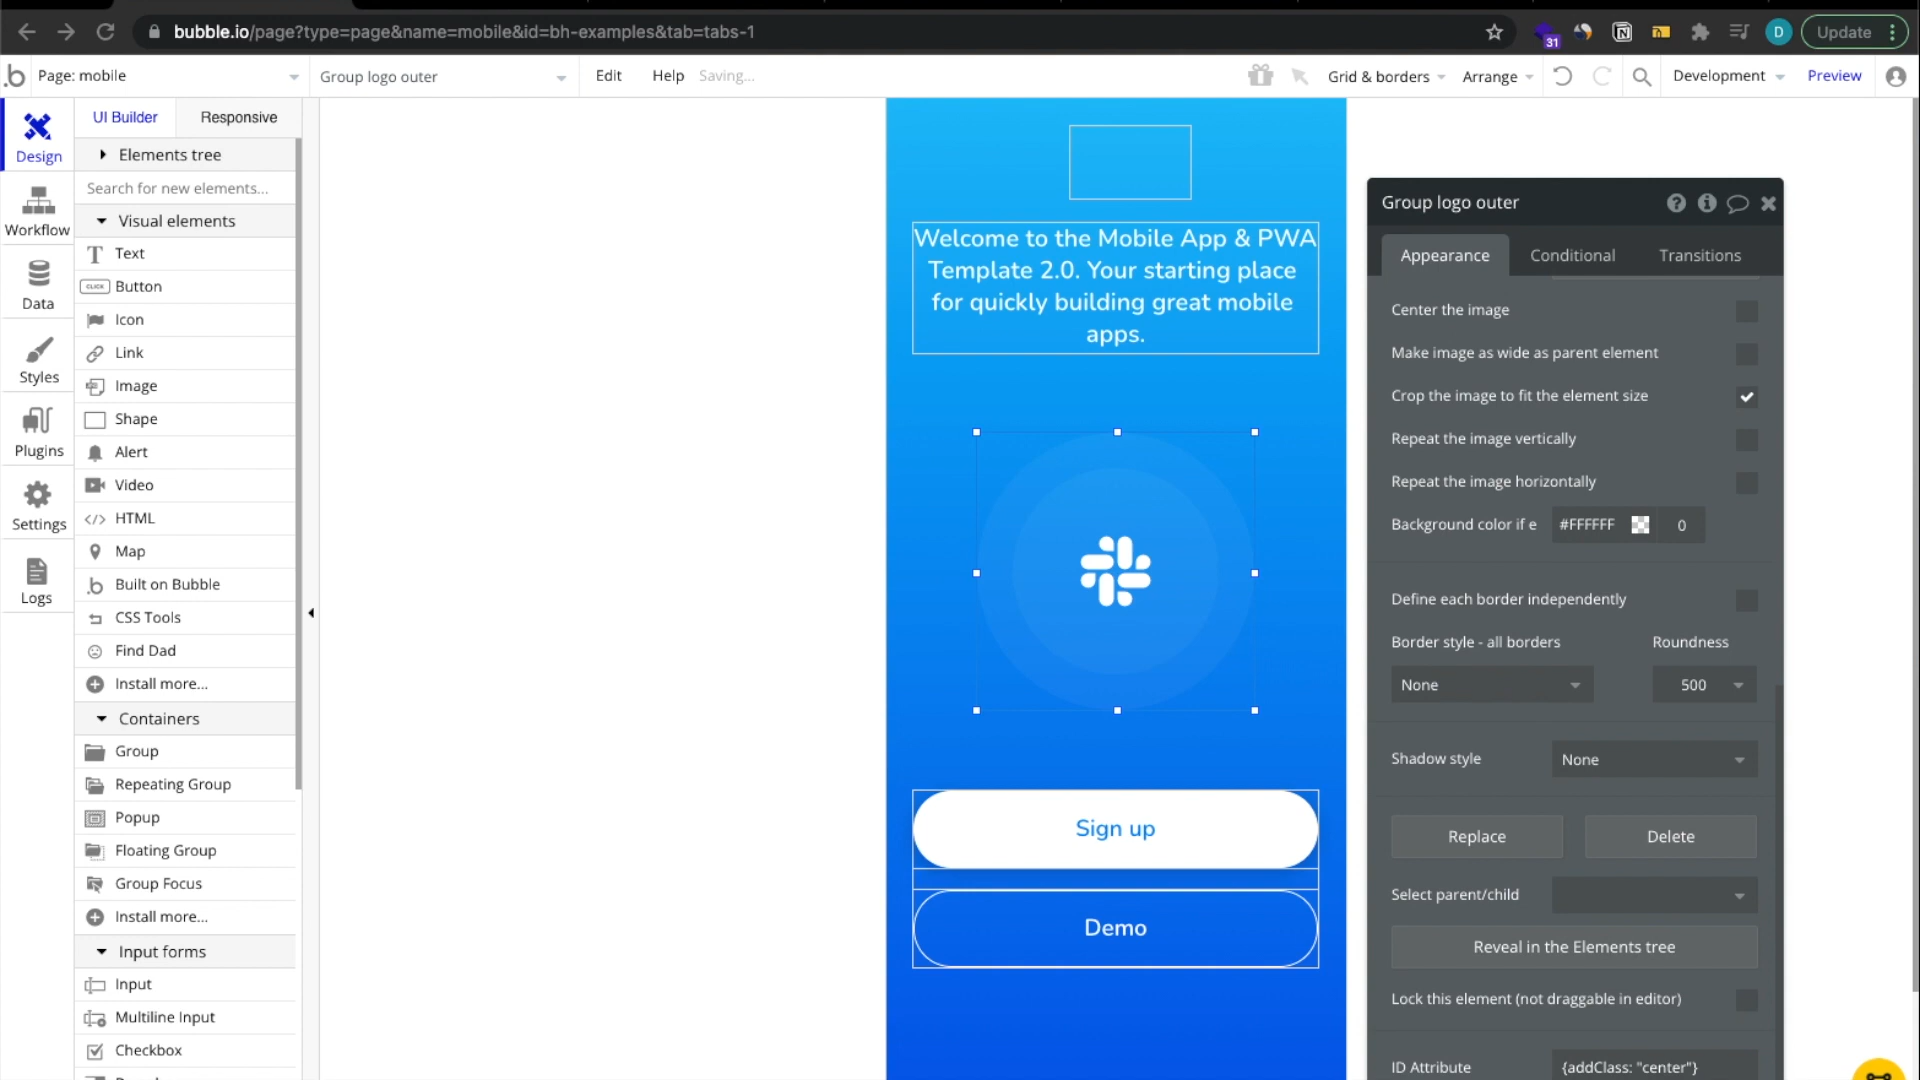 bubble.io/page?type=page&name=mobile&id=bh-examples&tab=tabs-1
31
D
Update
Page: mobile
Group logo outer
Edit
Help
Saving...
Grid & borders
Arrange
Development
Preview
Design
Workflow
Data
Styles
Plugins
Settings
Logs
UI Builder
Responsive
Elements tree
Search for new elements...
Visual elements
Text
CLICK
Button
Icon
Link
Image
Shape
Alert
Video
HTML
Map
Built on Bubble
CSS Tools
Find Dad
Install more...
Containers
Group
Repeating Group
Popup
Floating Group
Group Focus
Install more...
Input forms
Input
Multiline Input
Checkbox
Welcome to the Mobile App & PWA
Template 2.0. Your starting place
for quickly building great mobile
apps.
Sign up
Demo
Group logo outer
Appearance
Conditional
Transitions
Center the image
Make image as wide as parent element
Crop the image to fit the element size
Repeat the image vertically
Repeat the image horizontally
Background color if e
#FFFFFF
0
Define each border independently
Border style - all borders
Roundness
None
500
Shadow style
None
Replace
Delete
Select parent/child
Reveal in the Elements tree
Lock this element (not draggable in editor)
ID Attribute
{addClass: "center"}